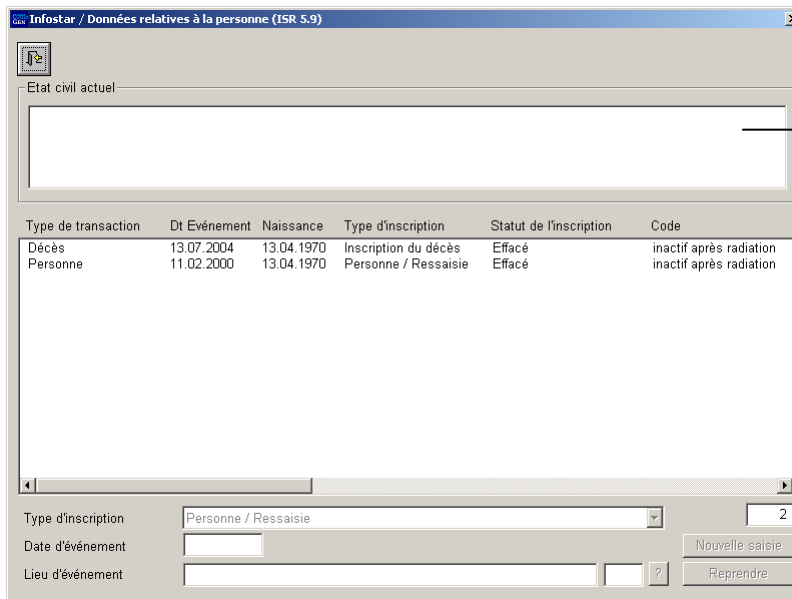 Infostar / Données relatives à la personne (ISR 5.9)
Etat civil actuel
Type de transaction Dt Evénement Naissance Type d'inscription Statut de l'inscription Code
Décès 13.07.2004 13.04.1970 Inscription du décès Effacé inactif après radiation
Personne 11.02.2000 13.04.1970 Personne / Ressaisie Effacé inactif après radiation
Type d'inscription Personne / Ressaisie 2
Date d'événement Nouvelle saisie
Lieu d'événement ? Reprendre